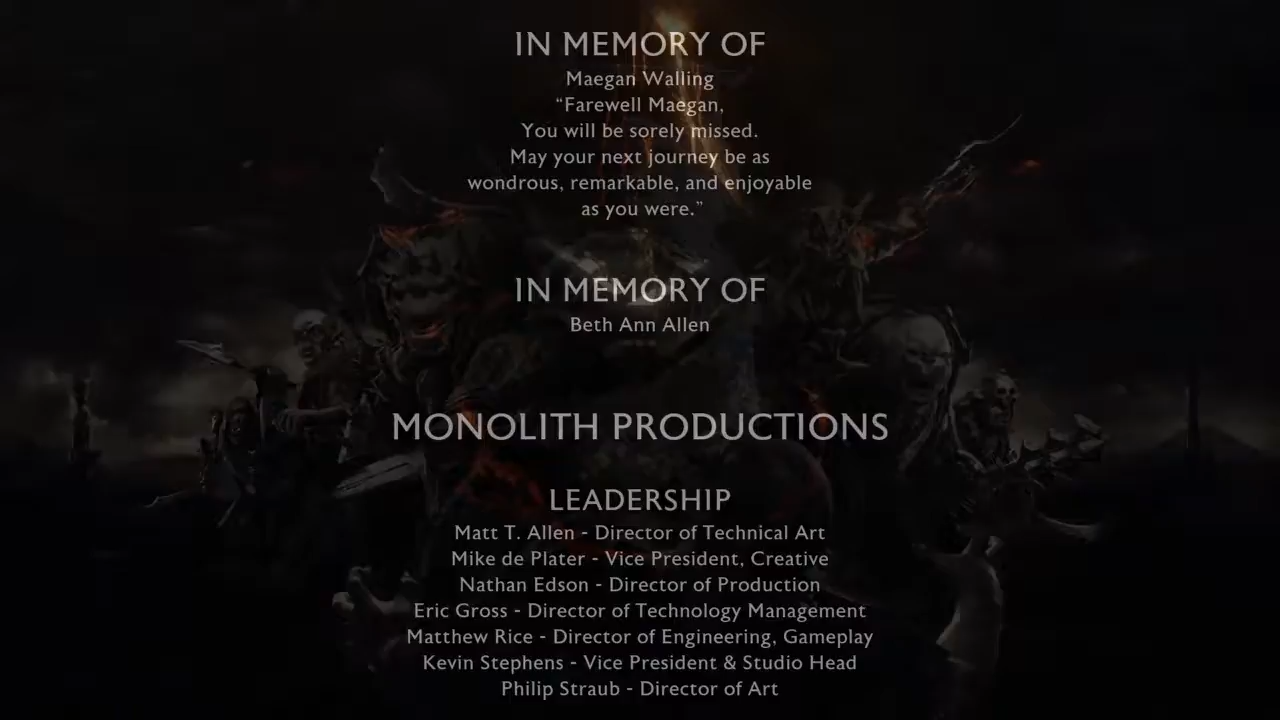 IN MEMORY OF
Maegan Walling
“Farewell Maegan,
You will be sorely missed.
May your next journey be as
wondrous, remarkable, and enjoyable
as you were.”
IN MEMORY OF
Beth Ann Allen
MONOLITH PRODUCTIONS
LEADERSHIP
Matt T. Allen - Director of Technical Art
Mike de Plater - Vice President, Creative
Nathan Edson - Director of Production
Eric Gross - Director of Technology Management
Matthew Rice - Director of Engineering, Gameplay
Kevin Stephens - Vice President & Studio Head
Philip Straub - Director of Art